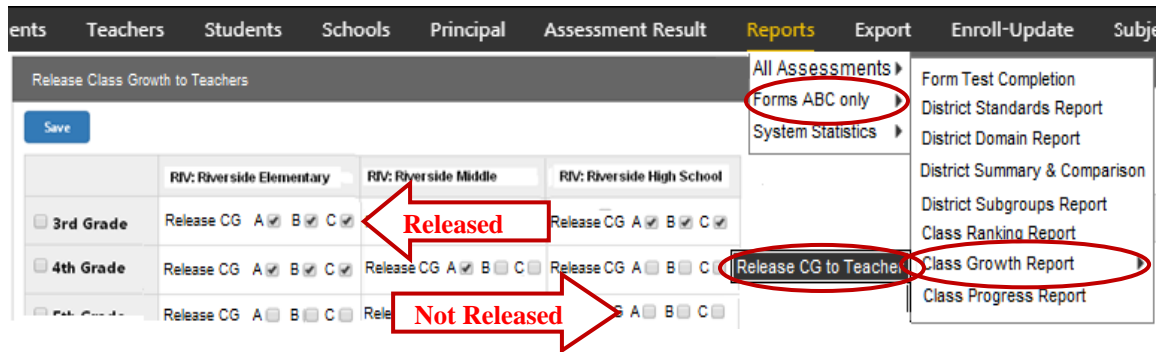 ents Teachers Students Schools Principal Assessment Result Reports Export Enroll-Update Subje
Release Class Growth to Teachers
All Assessments
Forms ABC only
System Statistics
Form Test Completion
District Standards Report
District Domain Report
District Summary & Comparison
District Subgroups Report
Class Ranking Report
Class Growth Report
Class Progress Report
Release CG to Teacher
Save
RIV: Riverside Elementary RIV: Riverside Middle RIV: Riverside High School
3rd Grade Release CG A B C Released Release CG A B C
4th Grade Release CG A B C Release CG A B C Release CG A B C
5th Grade Release CG A B C Rele Not Released G A B C